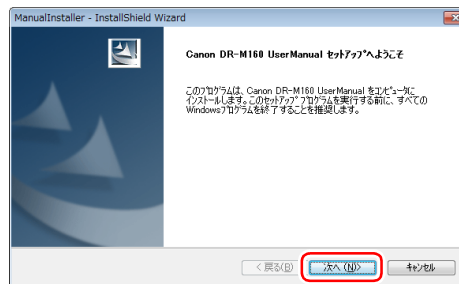 ManualInstaller - InstallShield Wizard
Canon DR-M160 UserManual ｾｯﾄｱｯﾌﾟへようこそ
このﾌﾟﾛｸﾞﾗﾑは、Canon DR-M160 UserManual をｺﾝﾋﾟｭｰﾀに
ｲﾝｽﾄｰﾙします。このｾｯﾄｱｯﾌﾟ ﾌﾟﾛｸﾞﾗﾑを実行する前に、すべての
Windowsﾌﾟﾛｸﾞﾗﾑを終了することを推奨します。
< 戻る(B)
次へ (N)>
ｷｬﾝｾﾙ